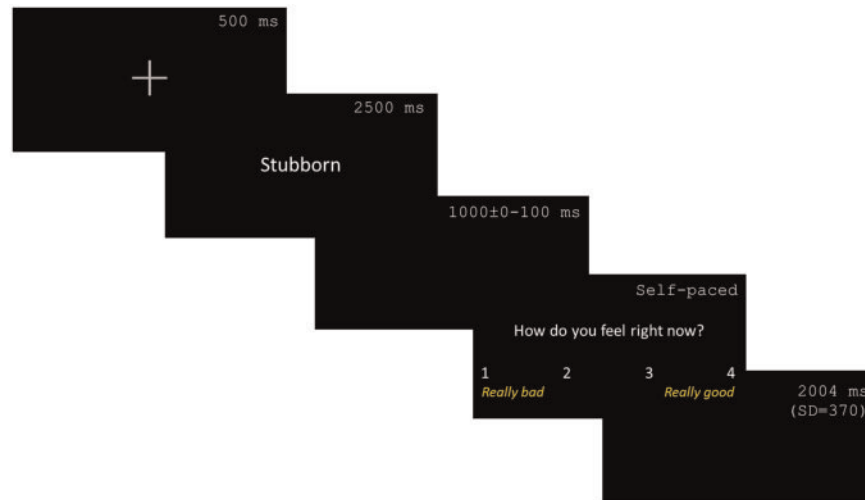 500 ms
2500 ms
Stubborn
1000±0-100 ms
Self-paced
How do you feel right now?
1 2 3 4
Really bad Really good
2004 ms
(SD=370)